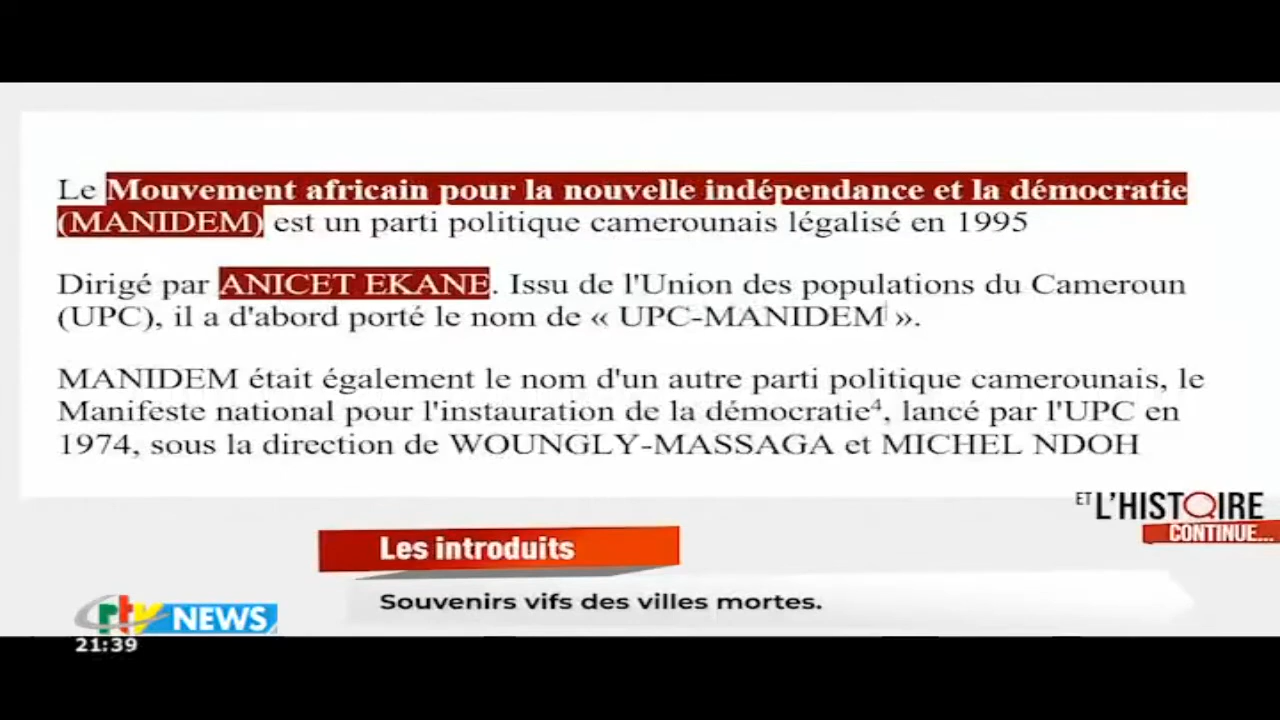 Le Mouvement africain pour la nouvelle indépendance et la démocratie
(MANIDEM) est un parti politique camerounais légalisé en 1995
Dirigé par ANICET EKANE. Issu de l'Union des populations du Cameroun
(UPC), il a d'abord porté le nom de « UPC-MANIDEM ».
MANIDEM était également le nom d'un autre parti politique camerounais, le
Manifeste national pour l'instauration de la démocratie⁴, lancé par l'UPC en
1974, sous la direction de WOUNGLY-MASSAGA et MICHEL NDOH
ET L'HISTOIRE
CONTINUE...
Les introduits
Souvenirs vifs des villes mortes.
crtv NEWS
21:39